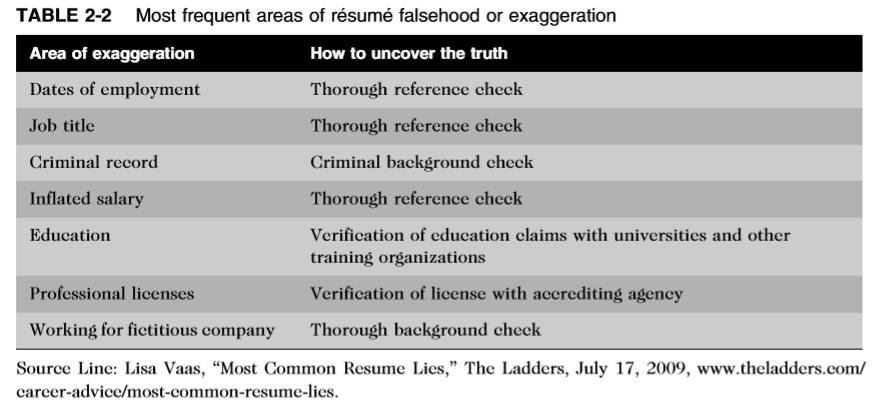 TABLE 2-2 Most frequent areas of résumé falsehood or exaggeration
Area of exaggeration How to uncover the truth
Dates of employment Thorough reference check
Job title Thorough reference check
Criminal record Criminal background check
Inflated salary Thorough reference check
Education Verification of education claims with universities and other
training organizations
Professional licenses Verification of license with accrediting agency
Working for fictitious company Thorough background check
Source Line: Lisa Vaas, “Most Common Resume Lies,” The Ladders, July 17, 2009, www.theladders.com/
career-advice/most-common-resume-lies.